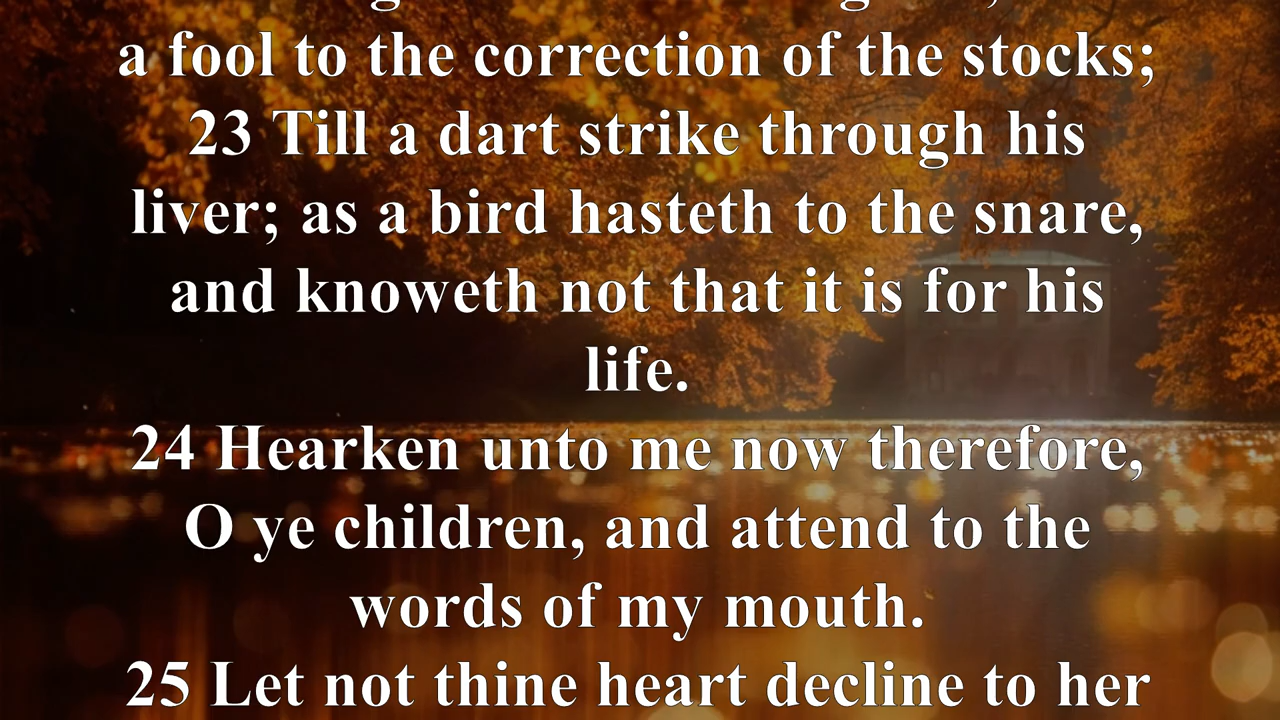 a fool to the correction of the stocks;
23 Till a dart strike through his
liver; as a bird hasteth to the snare,
and knoweth not that it is for his
life.
24 Hearken unto me now therefore,
O ye children, and attend to the
words of my mouth.
25 Let not thine heart decline to her